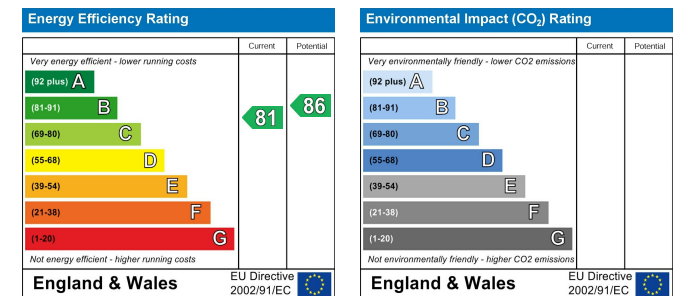 Energy Efficiency Rating
Current Potential
Very energy efficient - lower running costs
(92 plus) A
(81-91) B
(69-80) C
(55-68) D
(39-54) E
(21-38) F
(1-20) G
81
86
Not energy efficient - higher running costs
England & Wales
EU Directive
2002/91/EC
Environmental Impact (CO₂) Rating
Current Potential
Very environmentally friendly - lower CO2 emissions
(92 plus) A
(81-91) B
(69-80) C
(55-68) D
(39-54) E
(21-38) F
(1-20) G
Not environmentally friendly - higher CO2 emissions
England & Wales
EU Directive
2002/91/EC